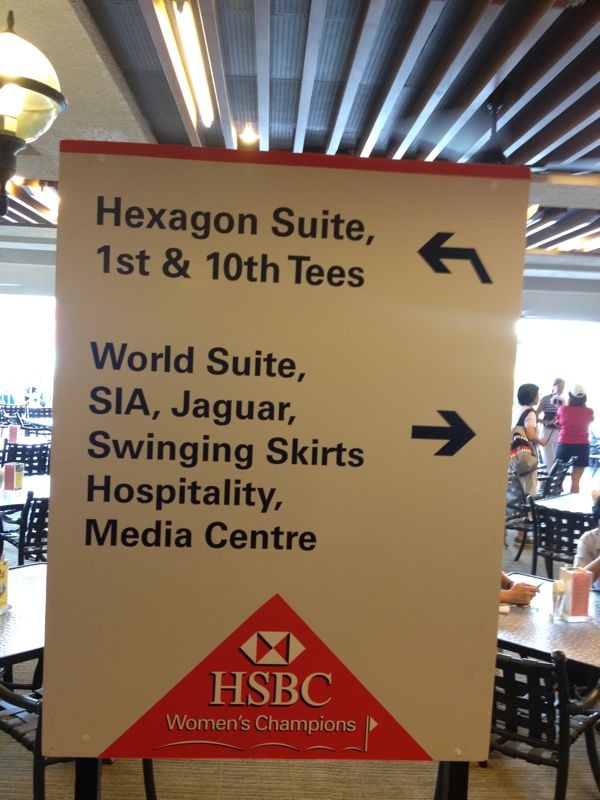 Hexagon Suite,
1st & 10th Tees
World Suite,
SIA, Jaguar,
Swinging Skirts
Hospitality,
Media Centre
HSBC
Women's Champions